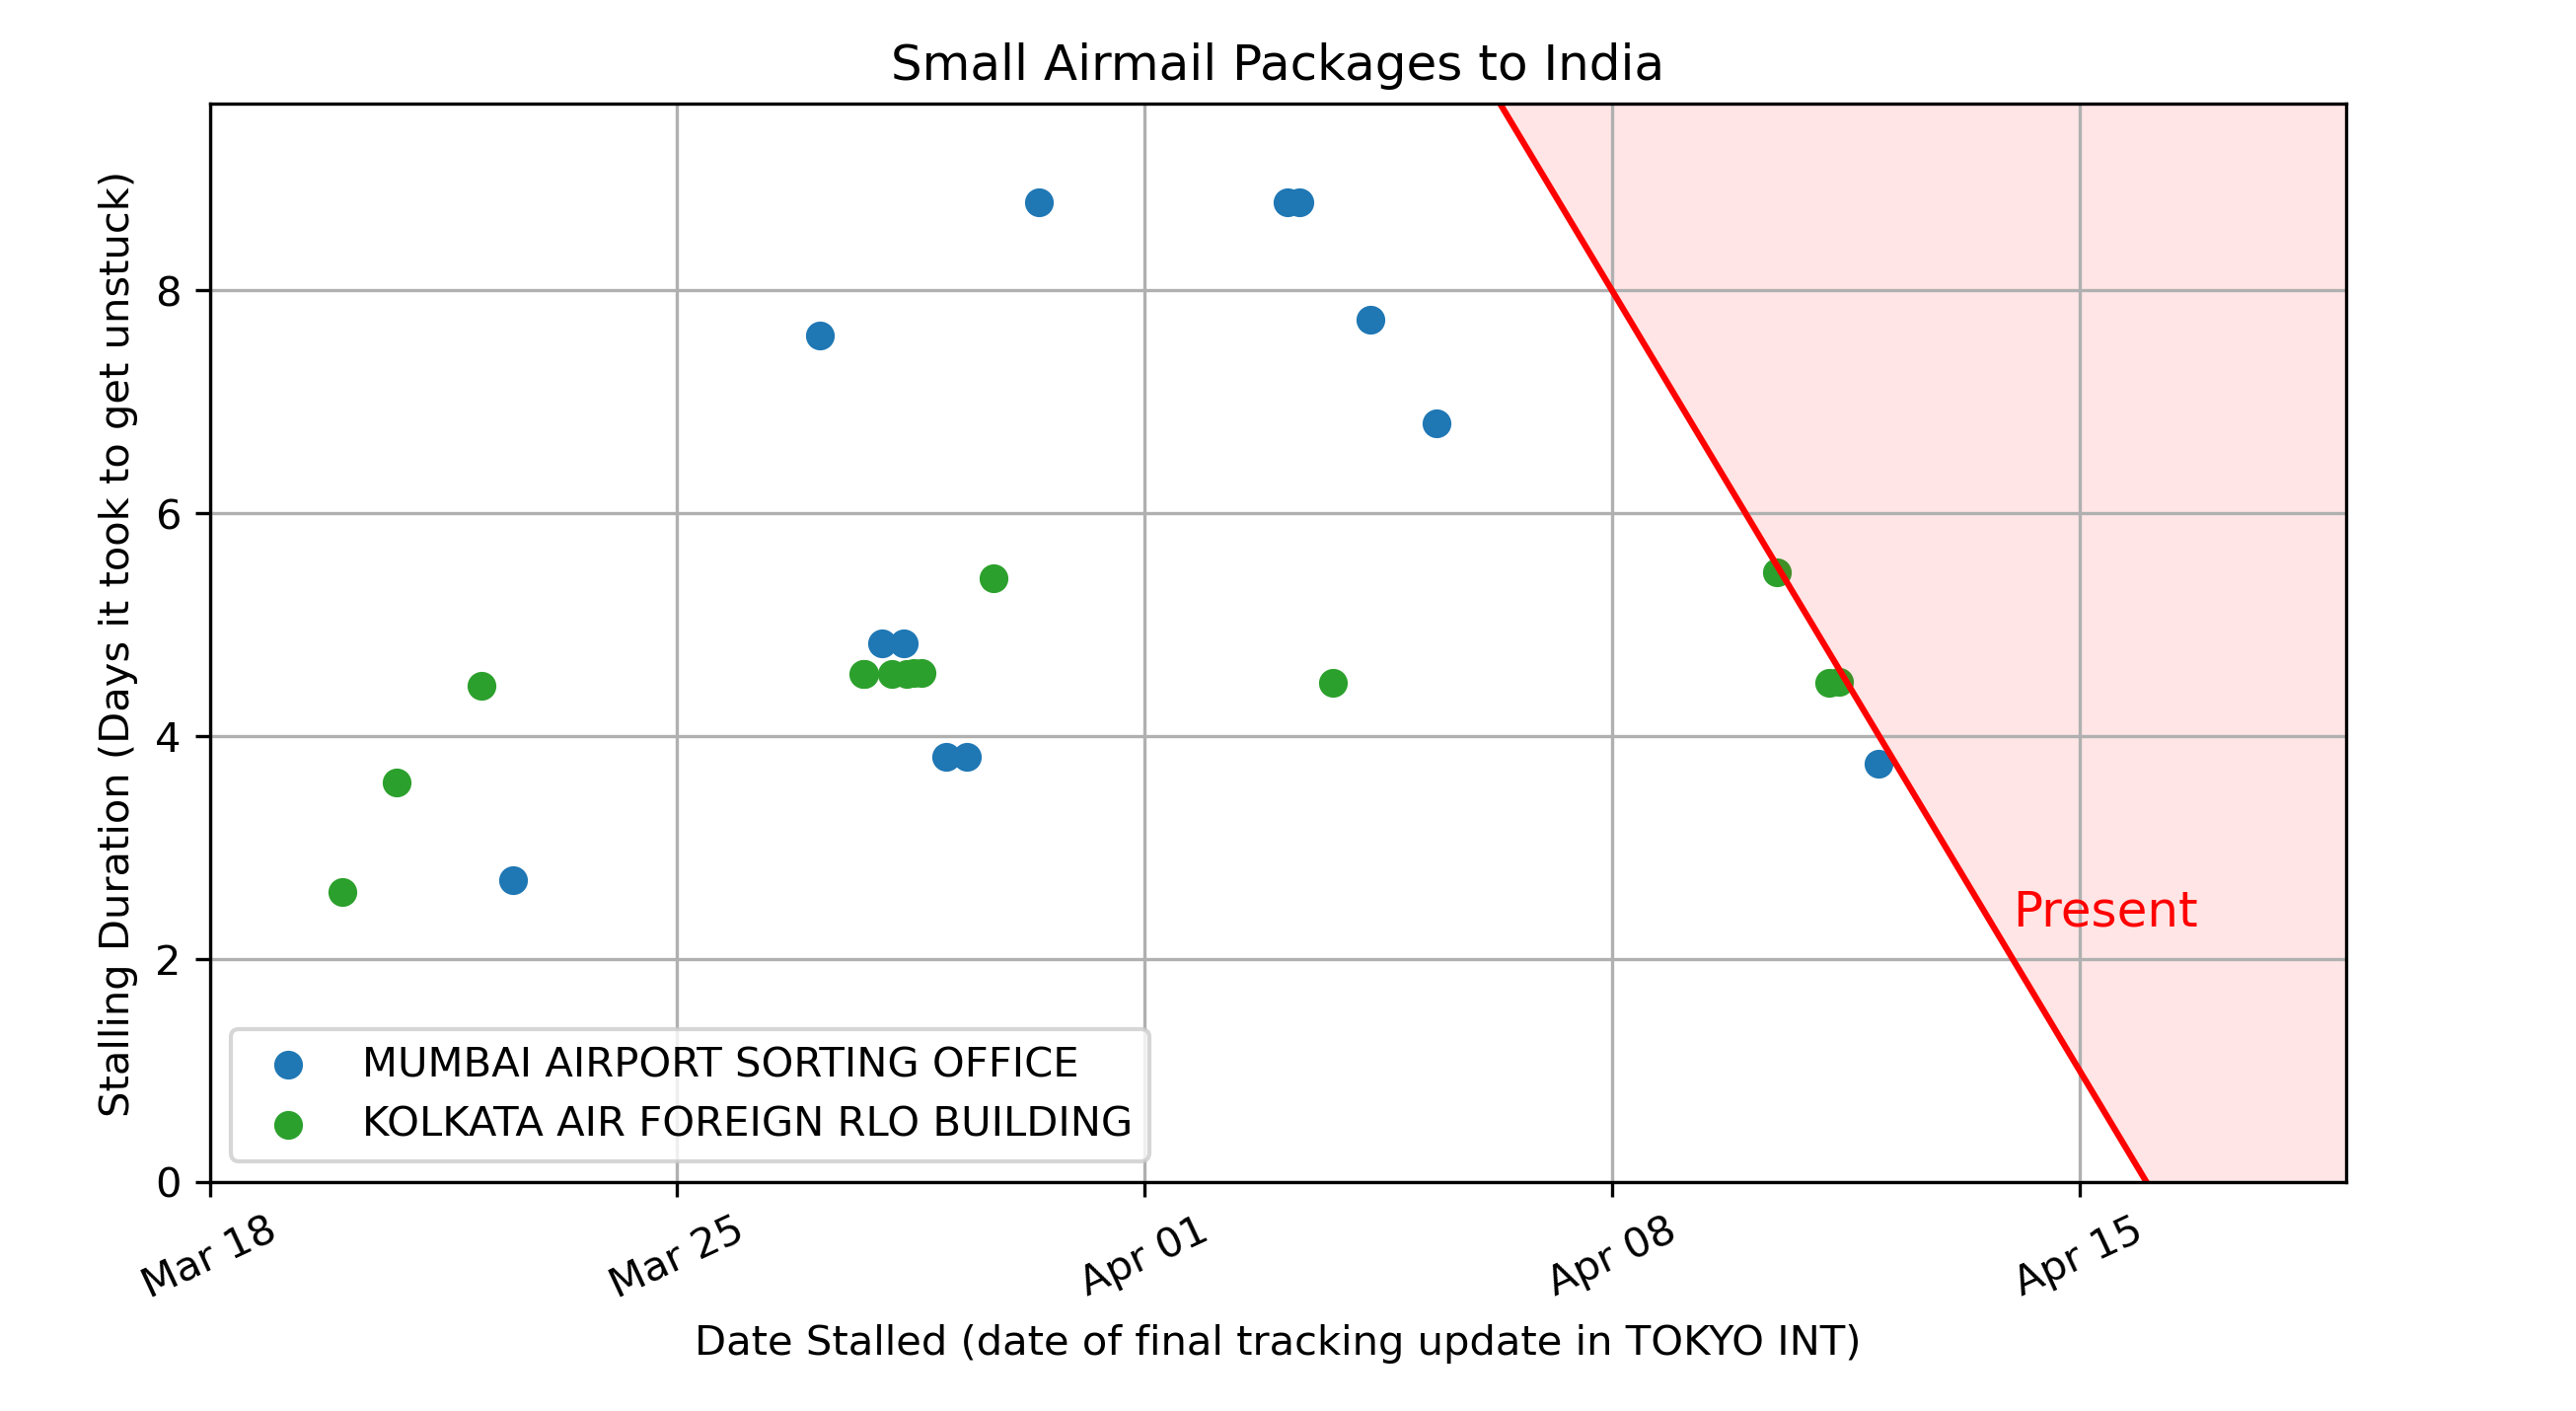 Small Airmail Packages to India
Stalling Duration (Days it took to get unstuck)
8
6
4
2
0
Present
MUMBAI AIRPORT SORTING OFFICE
KOLKATA AIR FOREIGN RLO BUILDING
Mar 18
Mar 25
Apr 01
Apr 08
Apr 15
Date Stalled (date of final tracking update in TOKYO INT)